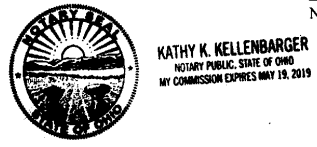 N
NOTARY SEAL
STATE OF OHIO
KATHY K. KELLENBARGER
NOTARY PUBLIC, STATE OF OHIO
MY COMMISSION EXPIRES MAY 19, 2019